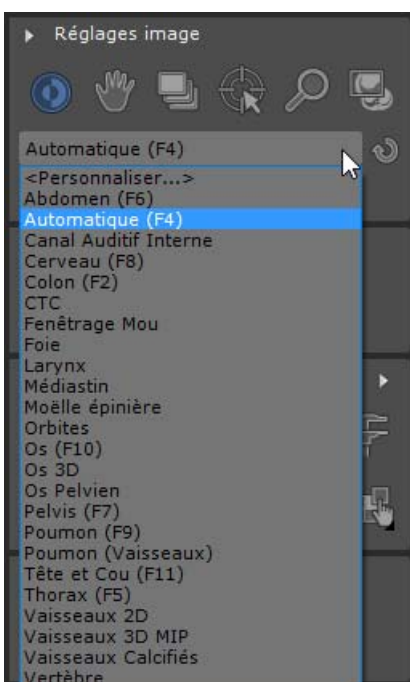 Réglages image
Automatique (F4)
<Personnaliser...>
Abdomen (F6)
Automatique (F4)
Canal Auditif Interne
Cerveau (F8)
Colon (F2)
CTC
Fenêtrage Mou
Foie
Larynx
Médiastin
Moëlle épinière
Orbites
Os (F10)
Os 3D
Os Pelvien
Pelvis (F7)
Poumon (F9)
Poumon (Vaisseaux)
Tête et Cou (F11)
Thorax (F5)
Vaisseaux 2D
Vaisseaux 3D MIP
Vaisseaux Calcifiés
Vertèbre